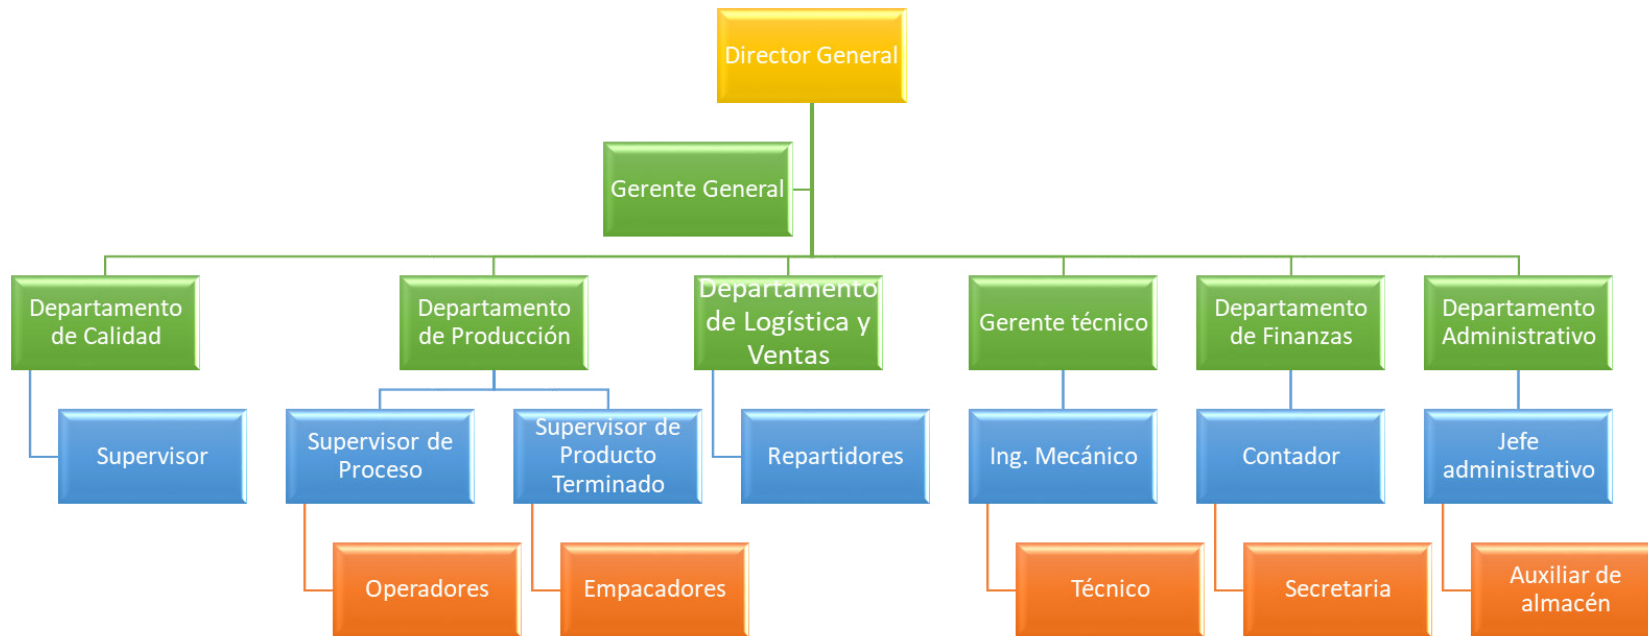 Director General
Gerente General
Departamento
de Calidad
Departamento
de Producción
Departamento
de Logística y
Ventas
Gerente técnico
Departamento
de Finanzas
Departamento
Administrativo
Supervisor
Supervisor de
Proceso
Supervisor de
Producto
Terminado
Repartidores
Ing. Mecánico
Contador
Jefe
administrativo
Operadores
Empacadores
Técnico
Secretaria
Auxiliar de
almacén